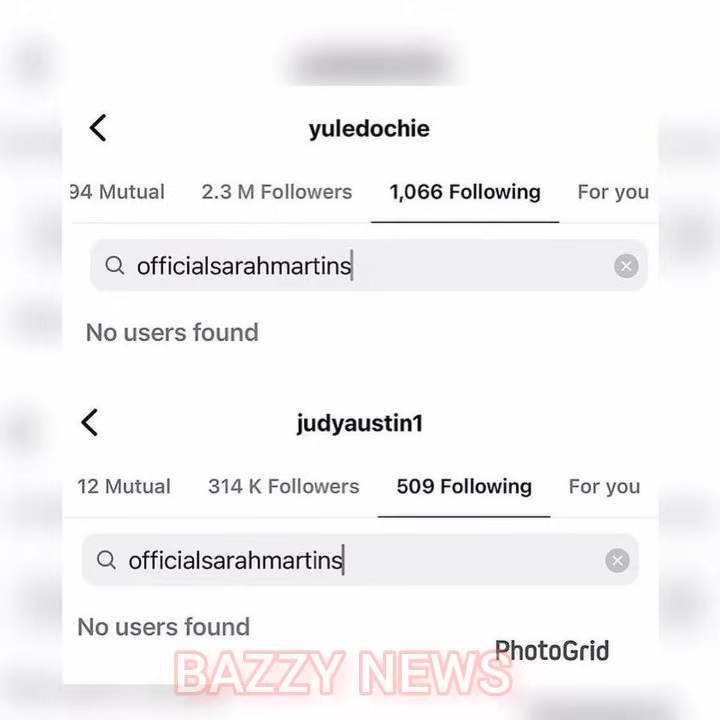 yuledochie
94 Mutual 2.3 M Followers 1,066 Following For you
officialsarahmartins
No users found
judyaustin1
12 Mutual 314 K Followers 509 Following For you
officialsarahmartins
No users found
PhotoGrid
BAZZY NEWS